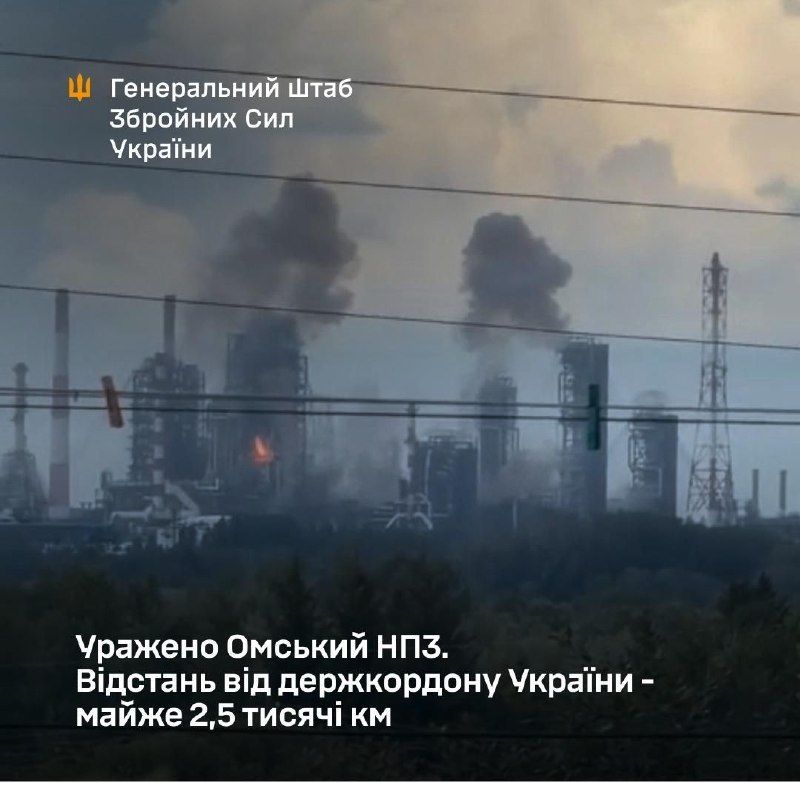 Генеральний Штаб
Збройних Сил
України
Уражено Омський НПЗ.
Відстань від держкордону України -
майже 2,5 тисячі км